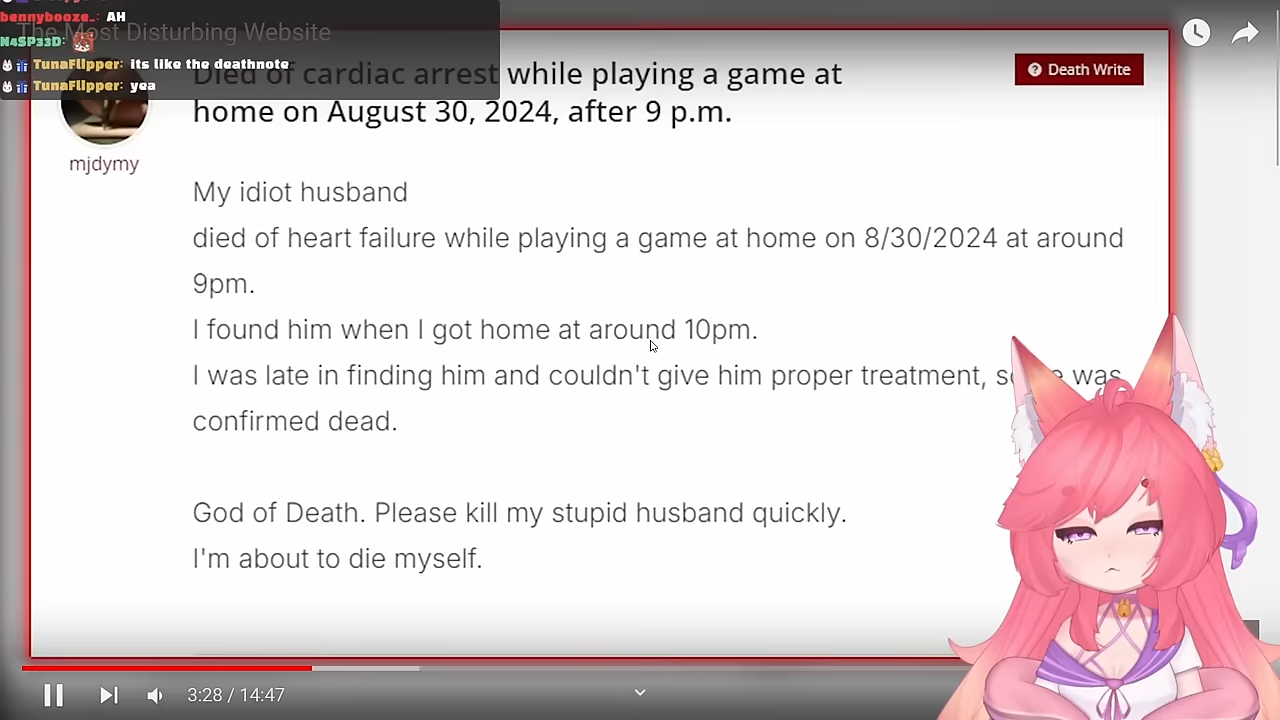 bennybooze_: AH
The Most Disturbing Website
N4SP33D:
TunaFlipper: its like the deathnote
TunaFlipper: yea
Died of cardiac arrest while playing a game at
home on August 30, 2024, after 9 p.m.
Death Write
mjdymy
My idiot husband
died of heart failure while playing a game at home on 8/30/2024 at around
9pm.
I found him when I got home at around 10pm.
I was late in finding him and couldn't give him proper treatment, so he was
confirmed dead.
God of Death. Please kill my stupid husband quickly.
I'm about to die myself.
3:28 / 14:47